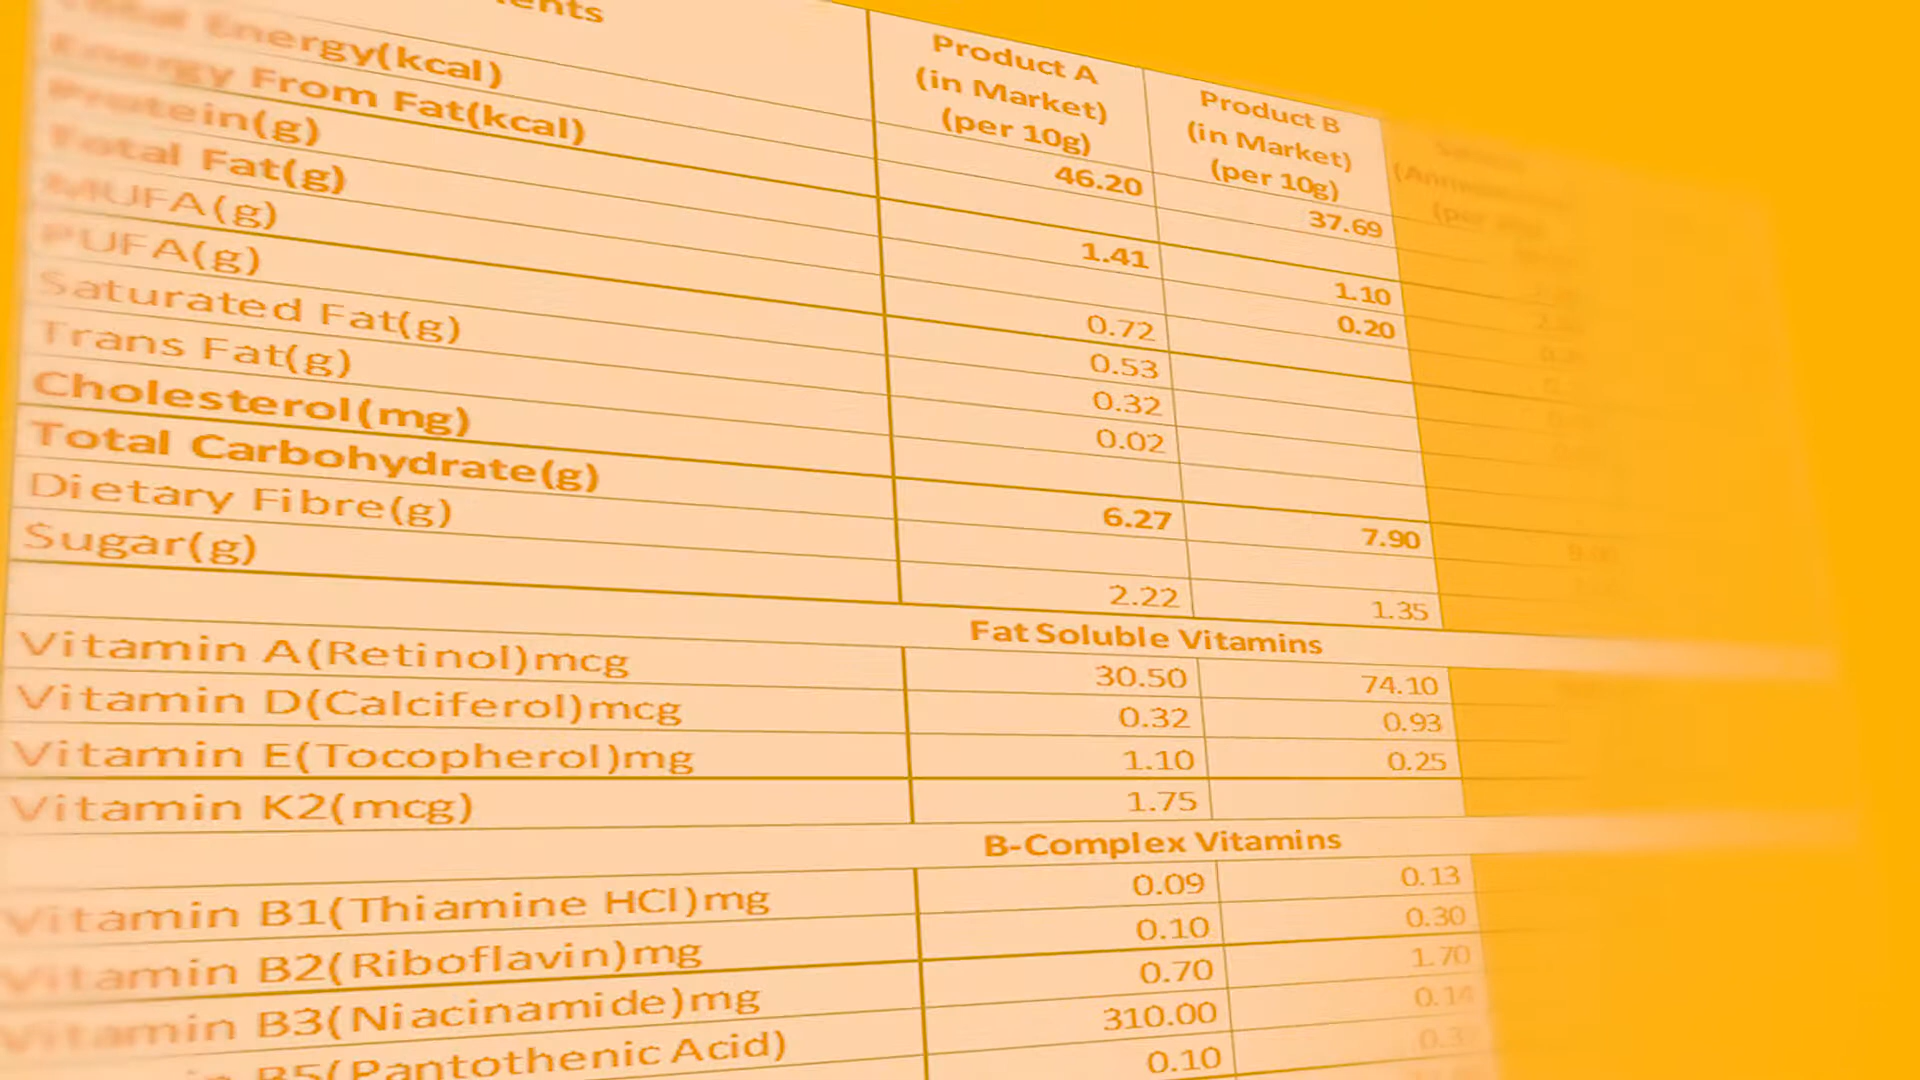 Product A (in Market) (per 10g) Product B (in Market) (per 10g)
Energy(kcal) 46.20 37.69
Energy From Fat(kcal)
Protein(g) 1.41 1.10
Total Fat(g) 0.20
MUFA(g) 0.72
PUFA(g) 0.53
Saturated Fat(g) 0.32
Trans Fat(g) 0.02
Cholesterol(mg)
Total Carbohydrate(g) 6.27 7.90
Dietary Fibre(g)
Sugar(g) 2.22 1.35
Fat Soluble Vitamins
Vitamin A(Retinol)mcg 30.50 74.10
Vitamin D(Calciferol)mcg 0.32 0.93
Vitamin E(Tocopherol)mg 1.10 0.25
Vitamin K2(mcg) 1.75
B-Complex Vitamins
Vitamin B1(Thiamine HCl)mg 0.09 0.13
Vitamin B2(Riboflavin)mg 0.10 0.30
Vitamin B3(Niacinamide)mg 0.70 1.70
B5(Pantothenic Acid) 310.00 0.14
0.10